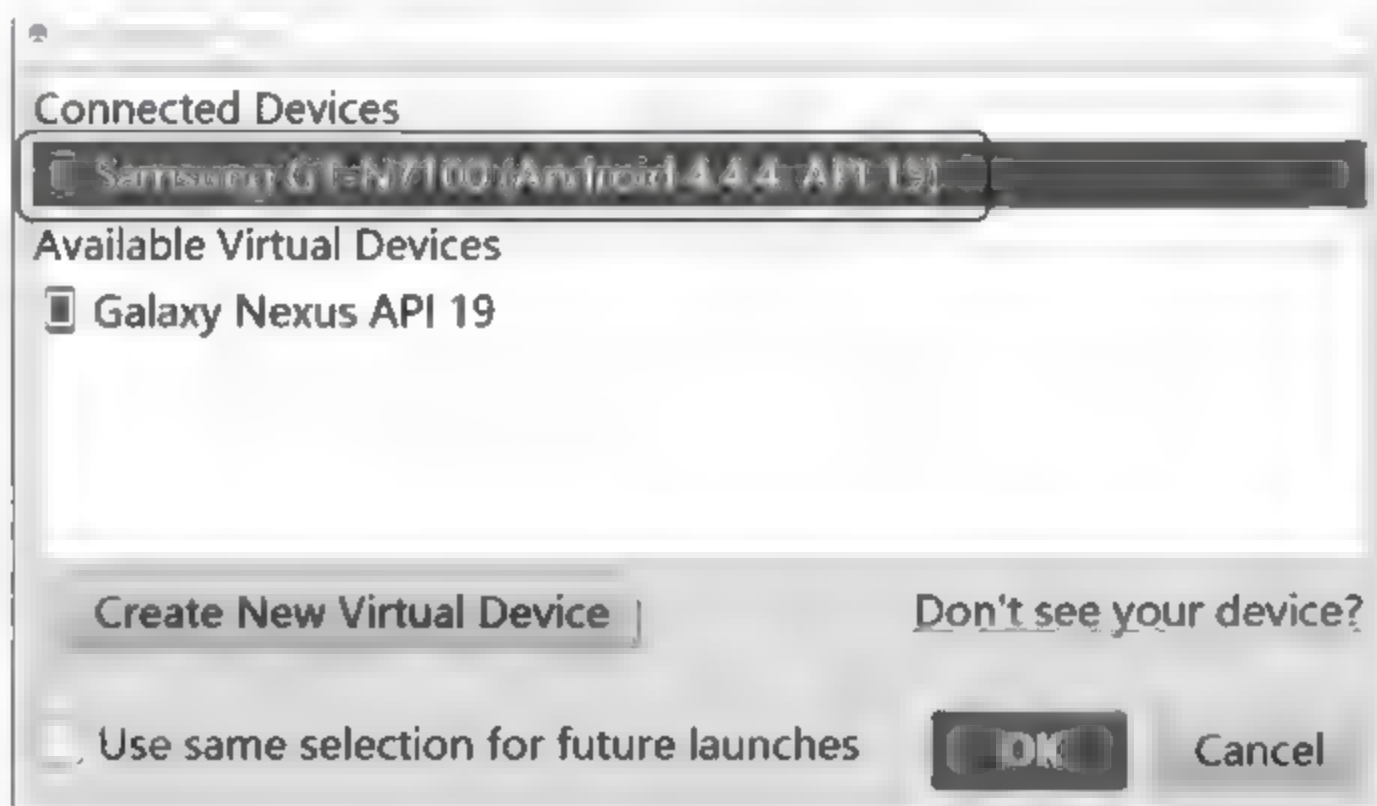 Connected Devices
Samsung GT-N7100 (Android 4.4.4, API 19)
Available Virtual Devices
Galaxy Nexus API 19
Create New Virtual Device
Don't see your device?
Use same selection for future launches
OK
Cancel